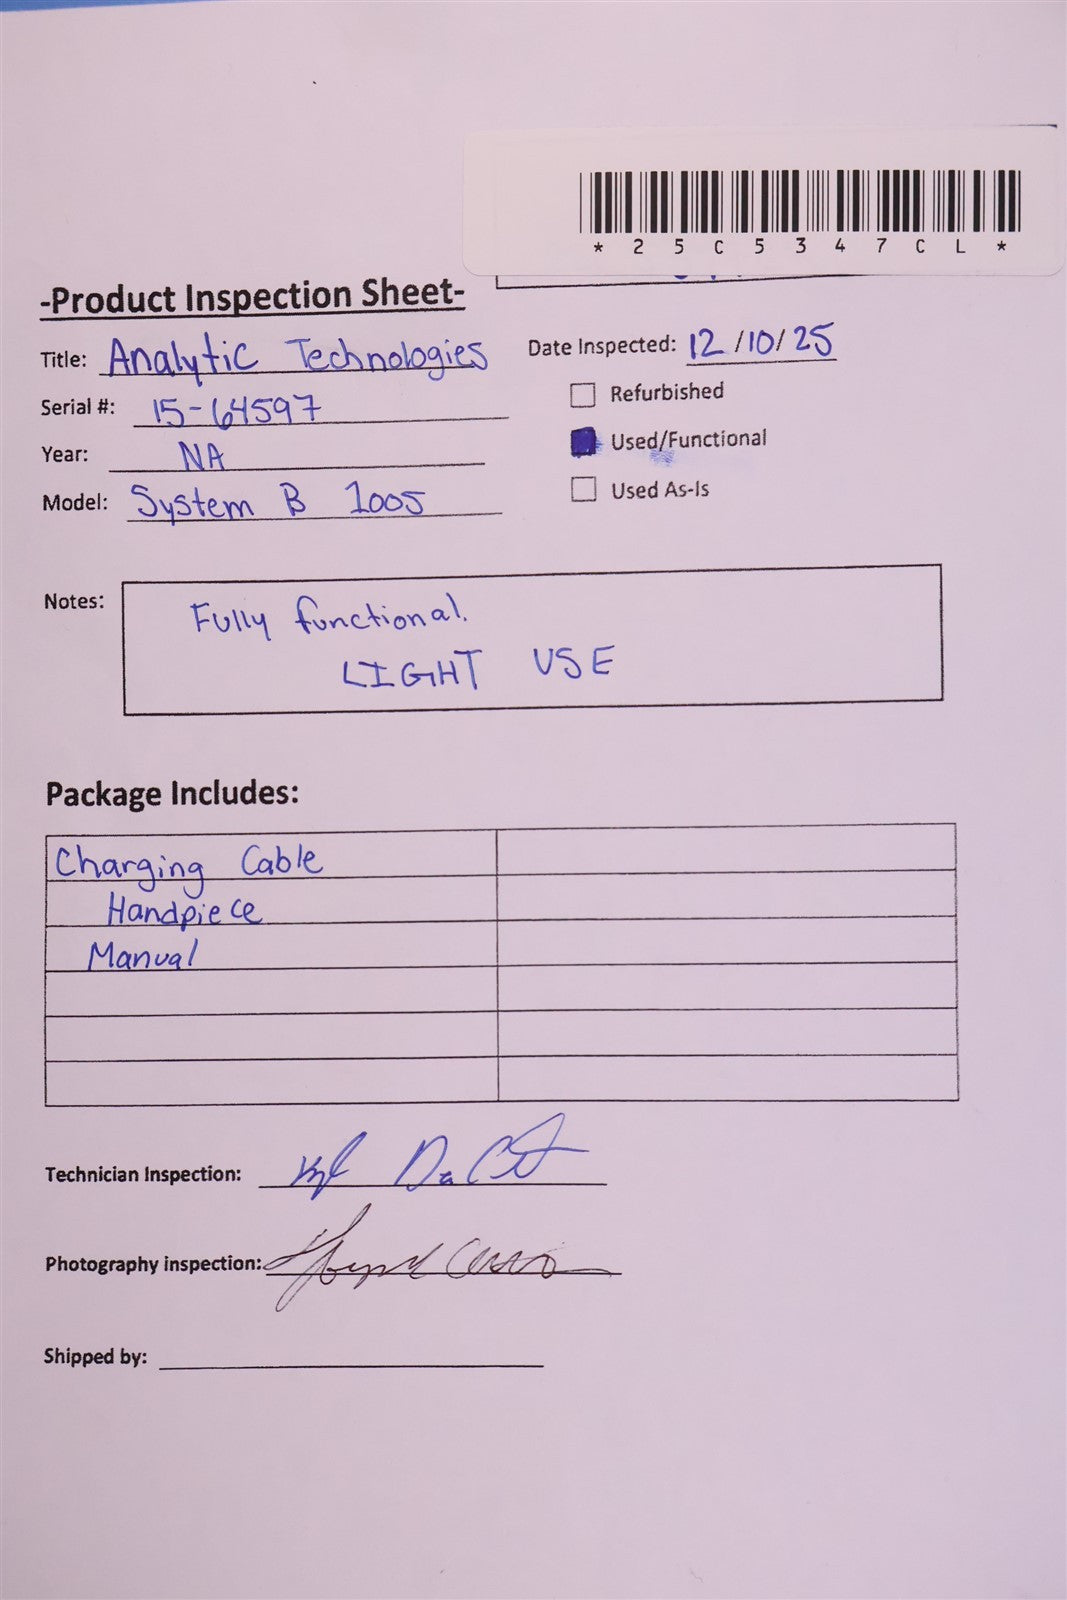 * 2 5 C 5 3 4 7 C L *
-Product Inspection Sheet-
Title: Analytic Technologies
Date Inspected: 12/10/25
Serial #: 15-64597
Refurbished
Year: NA
Used/Functional
Model: System B 1005
Used As-Is
Notes: Fully functional.
LIGHT USE
Package Includes:
Charging Cable
Handpiece
Manual
Technician Inspection:
Photography inspection:
Shipped by: